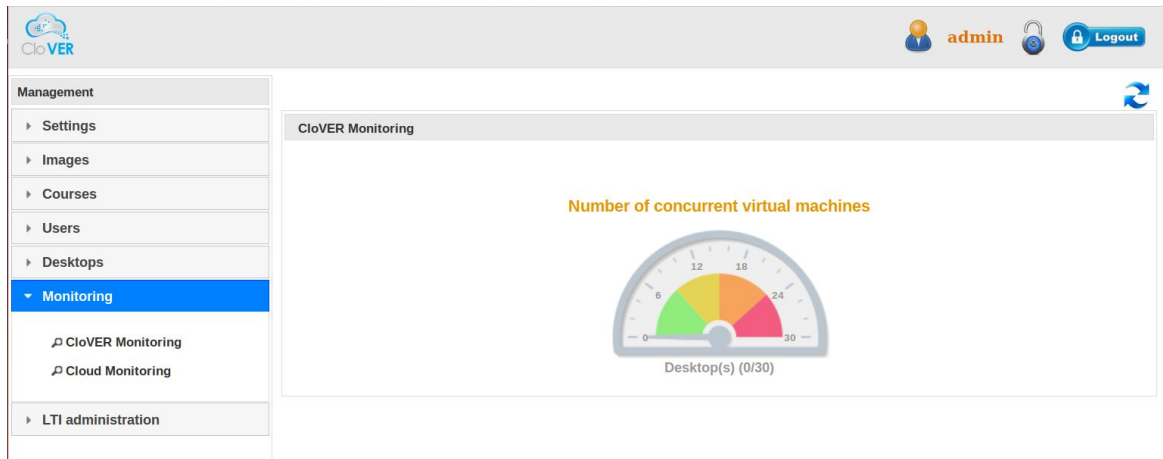 CloVER
admin
Logout
Management
Settings
Images
Courses
Users
Desktops
Monitoring
CloVER Monitoring
Cloud Monitoring
LTI administration
CloVER Monitoring
Number of concurrent virtual machines
0
6
12
18
24
30
Desktop(s) (0/30)